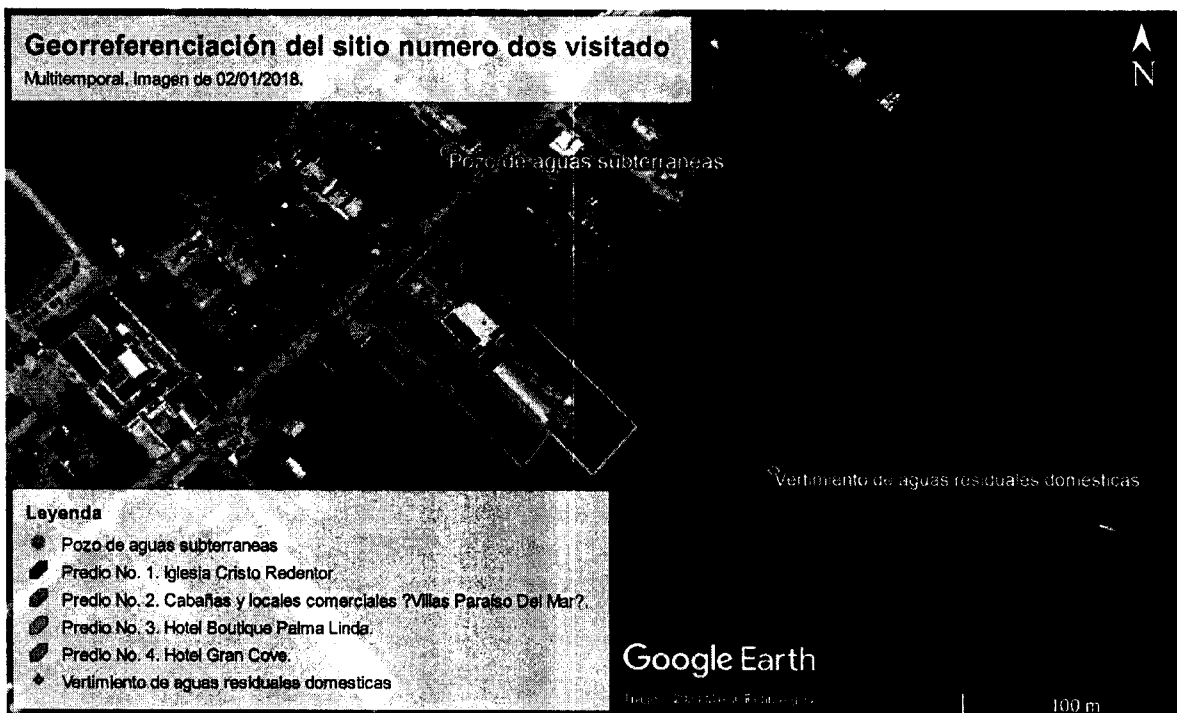 Georreferenciación del sitio numero dos visitado
Multitemporal, Imagen de 02/01/2018.
N
Pozo de aguas subterraneas
Vertimiento de aguas residuales domesticas
Leyenda
Pozo de aguas subterraneas
Predio No. 1. Iglesia Cristo Redentor
Predio No. 2. Cabañas y locales comerciales ?Villas Paraíso Del Mar?.
Predio No. 3. Hotel Boutique Palma Linda.
Predio No. 4. Hotel Gran Cove.
Vertimiento de aguas residuales domesticas
Google Earth
100 m